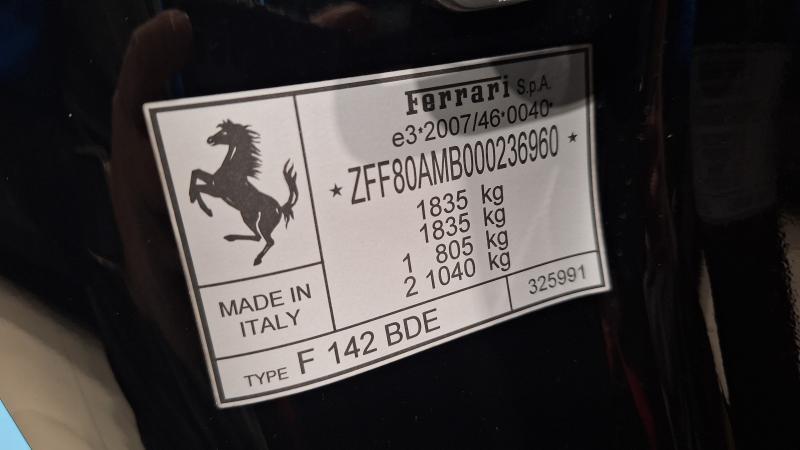 Ferrari S.p.A.
e3*2007/46*0040*
★ ZFF80AMB000236960 ★
1835 kg
1835 kg
1 805 kg
2 1040 kg
MADE IN
ITALY
TYPE F 142 BDE
325991